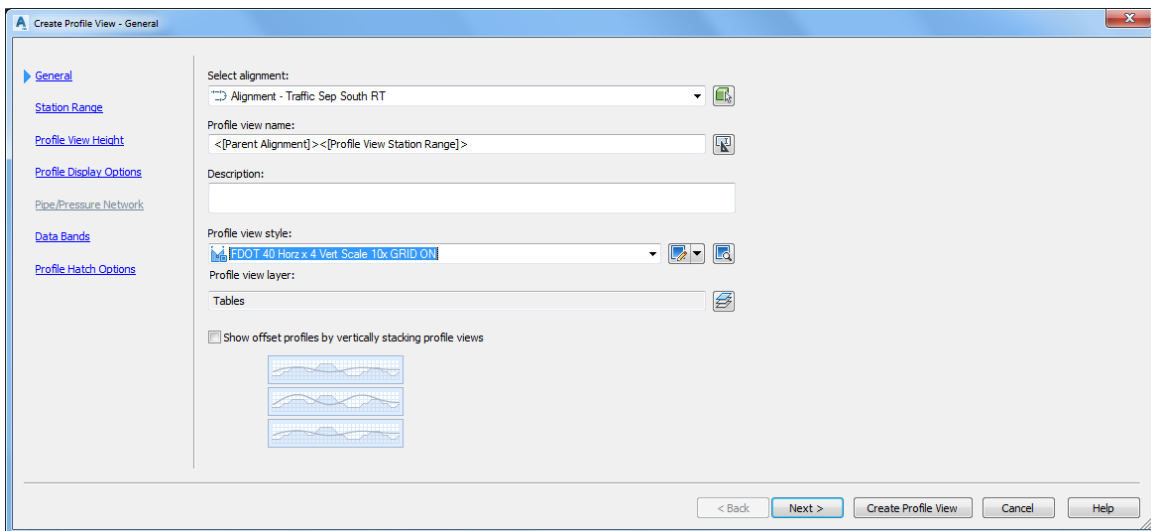 Create Profile View - General
General
Station Range
Profile View Height
Profile Display Options
Pipe/Pressure Network
Data Bands
Profile Hatch Options
Select alignment:
Alignment - Traffic Sep South RT
Profile view name:
<[Parent Alignment]><[Profile View Station Range]>
Description:
Profile view style:
FDOT 40 Horz x 4 Vert Scale 10x GRID ON
Profile view layer:
Tables
Show offset profiles by vertically stacking profile views
< Back Next > Create Profile View Cancel Help